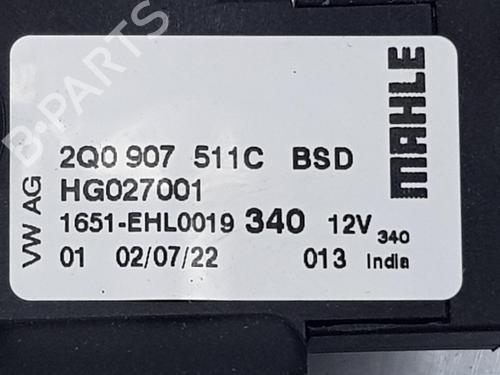 B-PARTS
VW AG
MAHLE
2Q0 907 511C BSD
HG027001
1651-EHL0019 340 12V 340
01 02/07/22 013 India